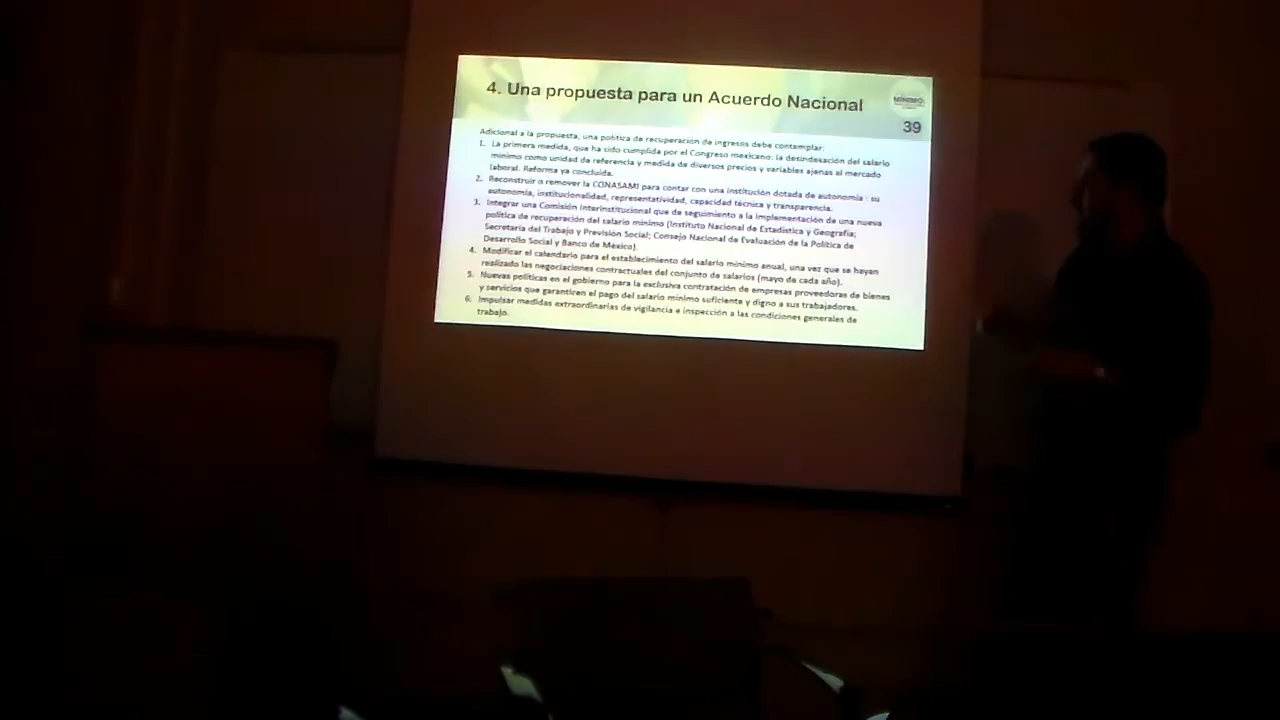 4. Una propuesta para un Acuerdo Nacional
MÍNIMO
39
Adicional a la propuesta, una política de recuperación de ingresos debe contemplar:
1. La primera medida, que ha sido cumplida por el Congreso mexicano: la desindexación del salario
mínimo como unidad de referencia y medida de diversos precios y variables ajenas al mercado
laboral. Reforma ya concluida.
2. Reconstruir o remover la CONASAMI para contar con una institución dotada de autonomía : su
autonomía, institucionalidad, representatividad, capacidad técnica y transparencia.
3. Integrar una Comisión Interinstitucional que de seguimiento a la implementación de una nueva
política de recuperación del salario mínimo (Instituto Nacional de Estadística y Geografía;
Secretaría del Trabajo y Previsión Social; Consejo Nacional de Evaluación de la Política de
Desarrollo Social y Banco de México).
4. Modificar el calendario para el establecimiento del salario mínimo anual, una vez que se hayan
realizado las negociaciones contractuales del conjunto de salarios (mayo de cada año).
5. Nuevas políticas en el gobierno para la exclusiva contratación de empresas proveedoras de bienes
y servicios que garanticen el pago del salario mínimo suficiente y digno a sus trabajadores.
6. Impulsar medidas extraordinarias de vigilancia e inspección a las condiciones generales de
trabajo.